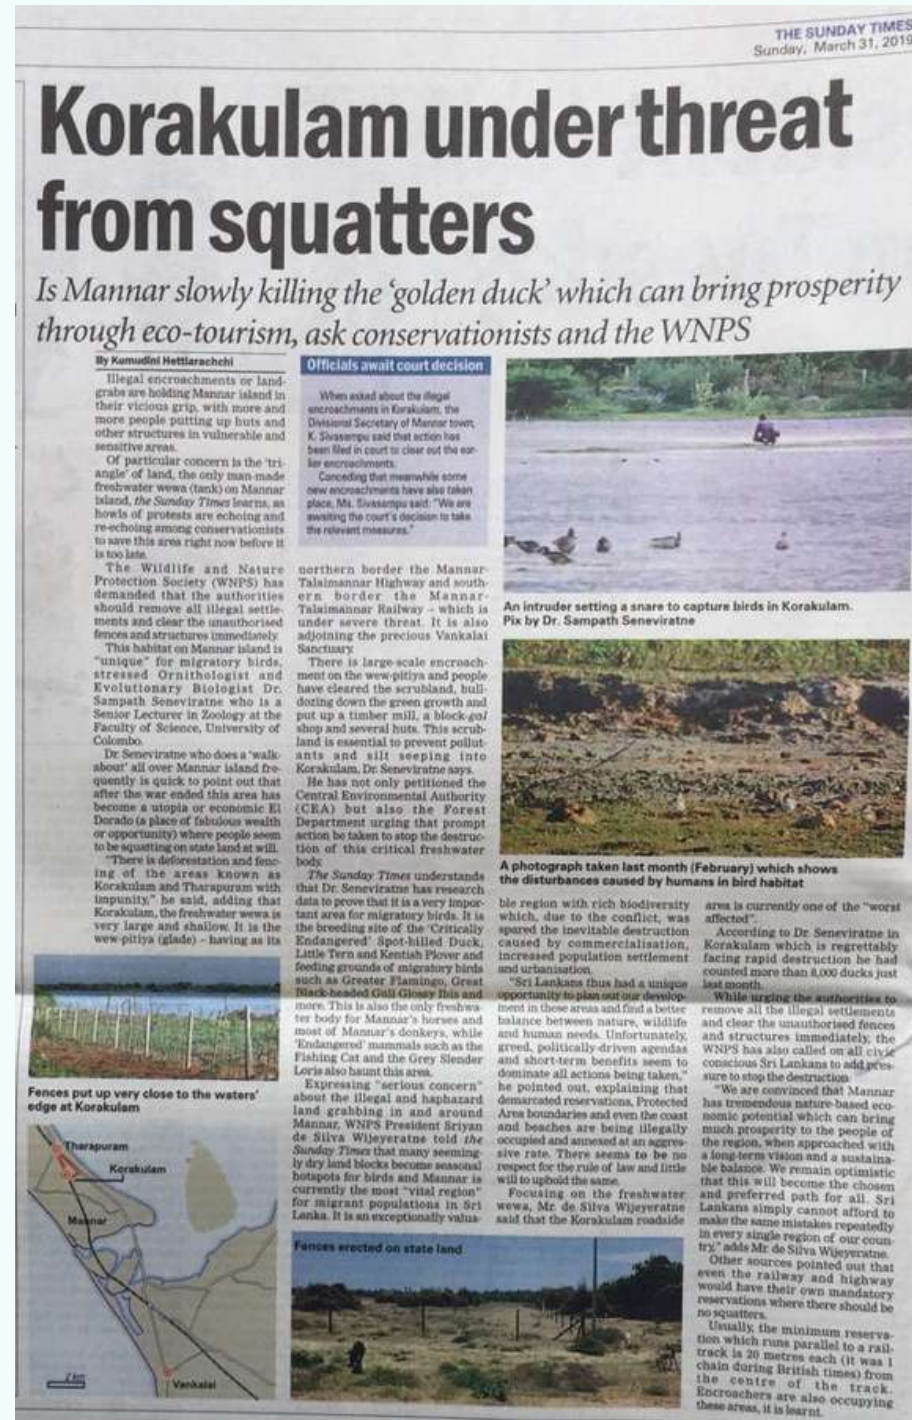 THE SUNDAY TIMES
Sunday, March 31, 2019
Korakulam under threat
from squatters
Is Mannar slowly killing the ‘golden duck’ which can bring prosperity
through eco-tourism, ask conservationists and the WNPS
By Kumudini Hettiarachchi
Illegal encroachments or land-
grabs are holding Mannar island in
their vicious grip, with more and
more people putting up huts and
other structures in vulnerable and
sensitive areas.
Of particular concern is the ‘tri-
angle’ of land, the only man-made
freshwater wewa (tank) on Mannar
island, the Sunday Times learns, as
howls of protests are echoing and
re-echoing among conservationists
to save this area right now before it
is too late.
The Wildlife and Nature
Protection Society (WNPS) has
demanded that the authorities
should remove all illegal settle-
ments and clear the unauthorised
fences and structures immediately.
This habitat on Mannar island is
"unique" for migratory birds,
stressed Ornithologist and
Evolutionary Biologist Dr.
Sampath Seneviratne who is a
Senior Lecturer in Zoology at the
Faculty of Science, University of
Colombo.
Dr. Seneviratne who does a ‘walk-
about’ all over Mannar island fre-
quently is quick to point out that
after the war ended this area has
become a utopia or economic El
Dorado (a place of fabulous wealth
or opportunity) where people seem
to be squatting on state land at will.
"There is deforestation and fenc-
ing of the areas known as
Korakulam and Tharapuram with
impunity," he said, adding that
Korakulam, the freshwater wewa is
very large and shallow. It is the
wew-pitiya (glade) – having as its
Officials await court decision
When asked about the illegal
encroachments in Korakulam, the
Divisional Secretary of Mannar town,
K. Sivasampu said that action has
been filed in court to clear out the ear-
lier encroachments.
Conceding that meanwhile some
new encroachments have also taken
place, Ms. Sivasampu said: "We are
awaiting the court's decision to take
the relevant measures."
northern border the Mannar-
Talaimannar Highway and south-
ern border the Mannar-
Talaimannar Railway – which is
under severe threat. It is also
adjoining the precious Vankalai
Sanctuary.
There is large-scale encroach-
ment on the wew-pitiya and people
have cleared the scrubland, bull-
dozing down the green growth and
put up a timber mill, a block-gal
shop and several huts. This scrub-
land is essential to prevent pollut-
ants and silt seeping into
Korakulam, Dr. Seneviratne says.
He has not only petitioned the
Central Environmental Authority
(CEA) but also the Forest
Department urging that prompt
action be taken to stop the destruc-
tion of this critical freshwater
body.
The Sunday Times understands
that Dr. Seneviratne has research
data to prove that it is a very impor-
tant area for migratory birds. It is
the breeding site of the ‘Critically
Endangered’ Spot-billed Duck,
Little Tern and Kentish Plover and
feeding grounds of migratory birds
such as Greater Flamingo, Great
Black-headed Gull Glossy Ibis and
more. This is also the only freshwa-
ter body for Mannar's horses and
most of Mannar's donkeys, while
‘Endangered’ mammals such as the
Fishing Cat and the Grey Slender
Loris also haunt this area.
Expressing "serious concern"
about the illegal and haphazard
land grabbing in and around
Mannar, WNPS President Sriyan
de Silva Wijeyeratne told the
Sunday Times that many seeming-
ly dry land blocks become seasonal
hotspots for birds and Mannar is
currently the most "vital region"
for migrant populations in Sri
Lanka. It is an exceptionally valua-
An intruder setting a snare to capture birds in Korakulam.
Pix by Dr. Sampath Seneviratne
A photograph taken last month (February) which shows
the disturbances caused by humans in bird habitat
ble region with rich biodiversity
which, due to the conflict, was
spared the inevitable destruction
caused by commercialisation,
increased population settlement
and urbanisation.
"Sri Lankans thus had a unique
opportunity to plan out our develop-
ment in these areas and find a better
balance between nature, wildlife
and human needs. Unfortunately,
greed, politically-driven agendas
and short-term benefits seem to
dominate all actions being taken,"
he pointed out, explaining that
demarcated reservations, Protected
Area boundaries and even the coast
and beaches are being illegally
occupied and annexed at an aggres-
sive rate. There seems to be no
respect for the rule of law and little
will to uphold the same.
Focusing on the freshwater
wewa, Mr. de Silva Wijeyeratne
said that the Korakulam roadside
area is currently one of the "worst
affected".
According to Dr. Seneviratne in
Korakulam which is regrettably
facing rapid destruction he had
counted more than 8,000 ducks just
last month.
While urging the authorities to
remove all the illegal settlements
and clear the unauthorised fences
and structures immediately, the
WNPS has also called on all civic
conscious Sri Lankans to add pres-
sure to stop the destruction.
"We are convinced that Mannar
has tremendous nature-based eco-
nomic potential which can bring
much prosperity to the people of
the region, when approached with
a long-term vision and a sustaina-
ble balance. We remain optimistic
that this will become the chosen
and preferred path for all. Sri
Lankans simply cannot afford to
make the same mistakes repeatedly
in every single region of our coun-
try," adds Mr. de Silva Wijeyeratne.
Other sources pointed out that
even the railway and highway
would have their own mandatory
reservations where there should be
no squatters.
Usually, the minimum reserva-
tion which runs parallel to a rail-
track is 20 metres each (it was 1
chain during British times) from
the centre of the track.
Encroachers are also occupying
these areas, it is learnt.
Fences put up very close to the waters'
edge at Korakulam
Tharapuram
Korakulam
Mannar
Vankalai
2 km
Fences erected on state land